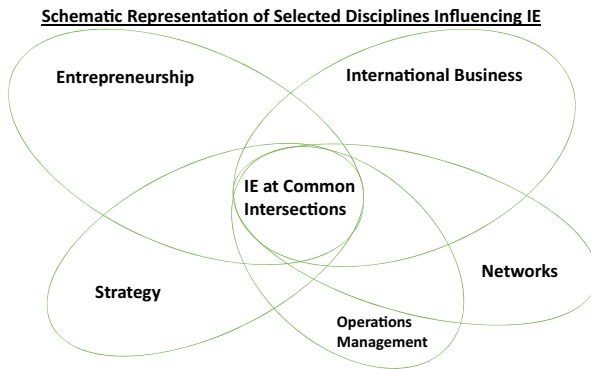 Schematic Representation of Selected Disciplines Influencing IE
Entrepreneurship
International Business
IE at Common
Intersections
Networks
Strategy
Operations
Management